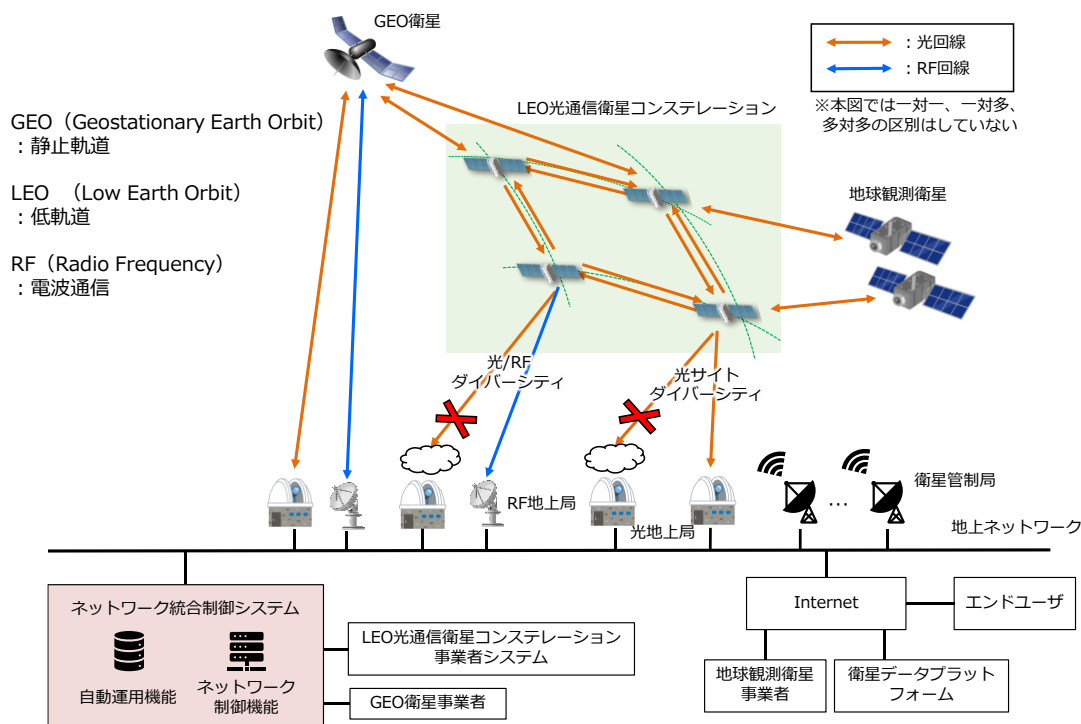 GEO衛星
：光回線
：RF回線
※本図では一対一、一対多、
多対多の区別はしていない
LEO光通信衛星コンステレーション
GEO（Geostationary Earth Orbit）
：静止軌道
LEO （Low Earth Orbit）
：低軌道
RF（Radio Frequency）
：電波通信
地球観測衛星
光/RF
ダイバーシティ
光サイト
ダイバーシティ
RF地上局
光地上局
…
衛星管制局
地上ネットワーク
ネットワーク統合制御システム
自動運用機能
ネットワーク
制御機能
LEO光通信衛星コンステレーション
事業者システム
GEO衛星事業者
Internet
エンドユーザ
地球観測衛星
事業者
衛星データプラット
フォーム